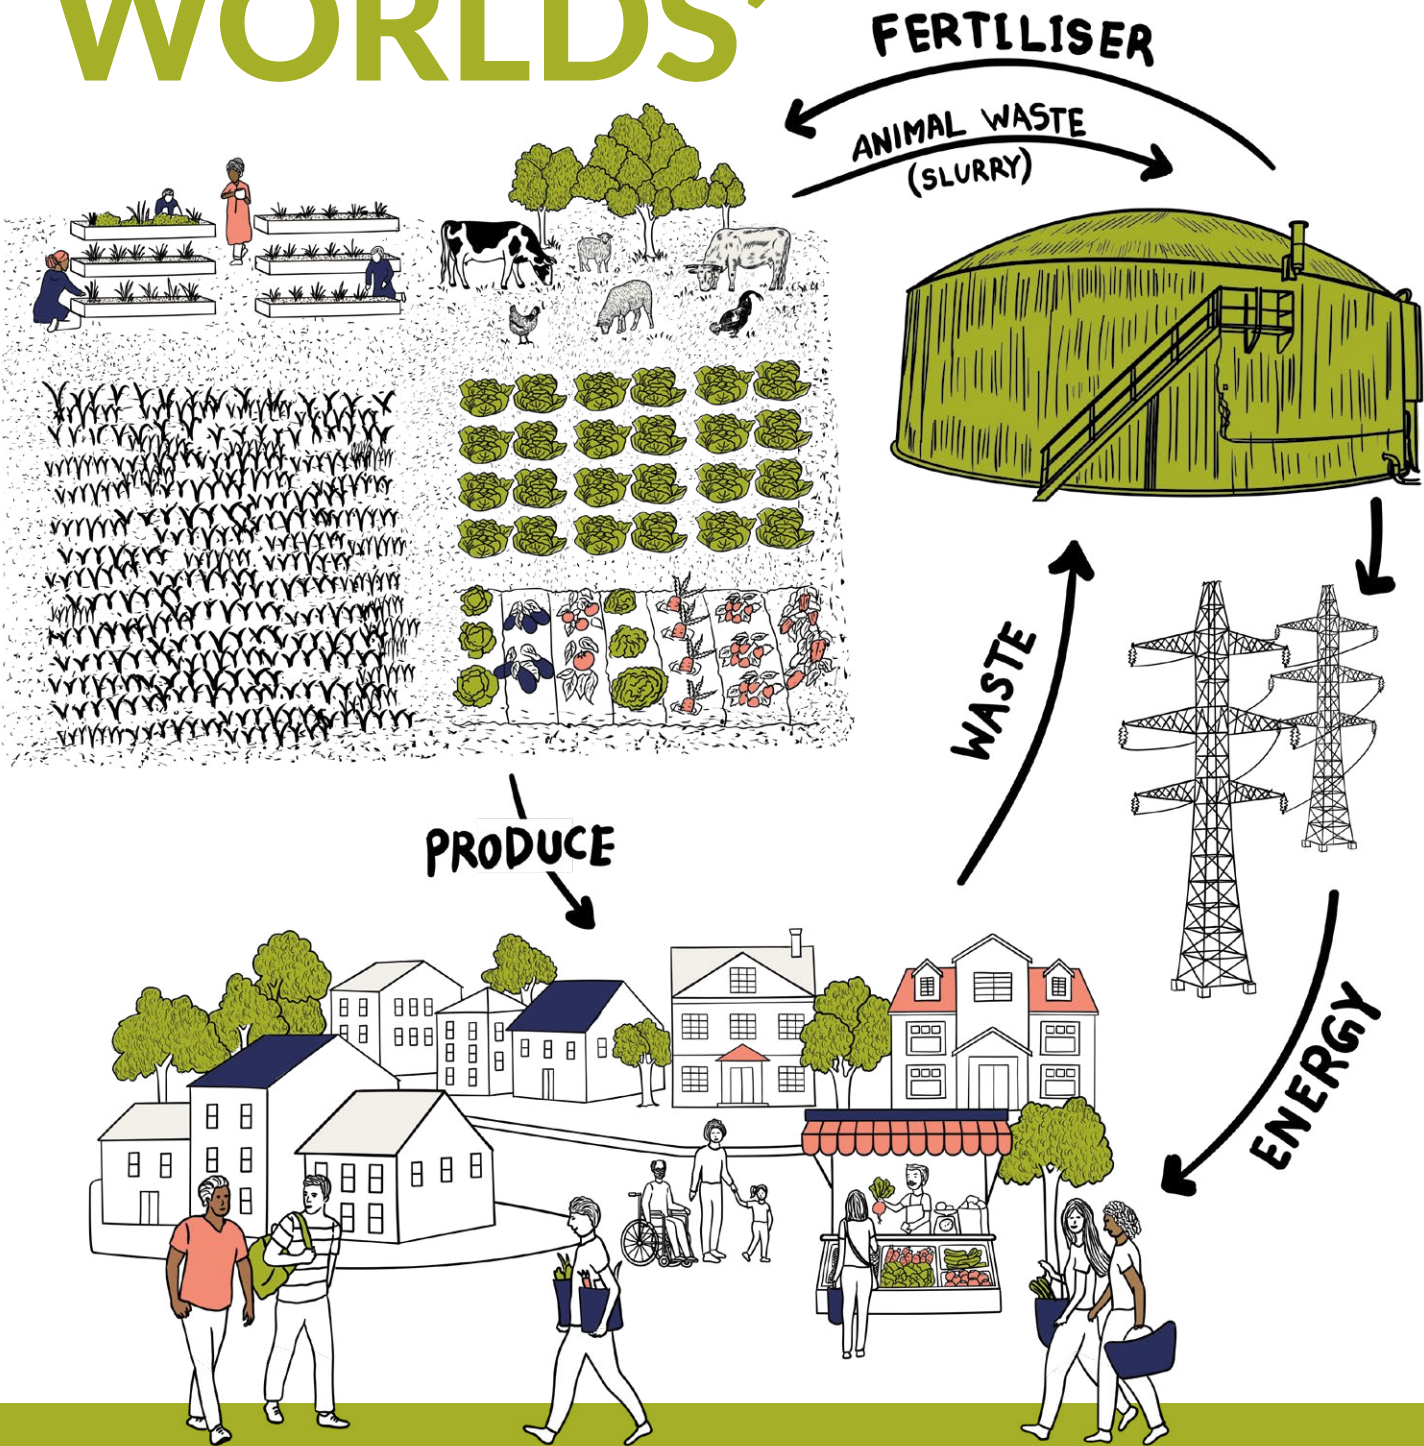 WORLDS'
FERTILISER
ANIMAL WASTE
(SLURRY)
WASTE
PRODUCE
ENERGY